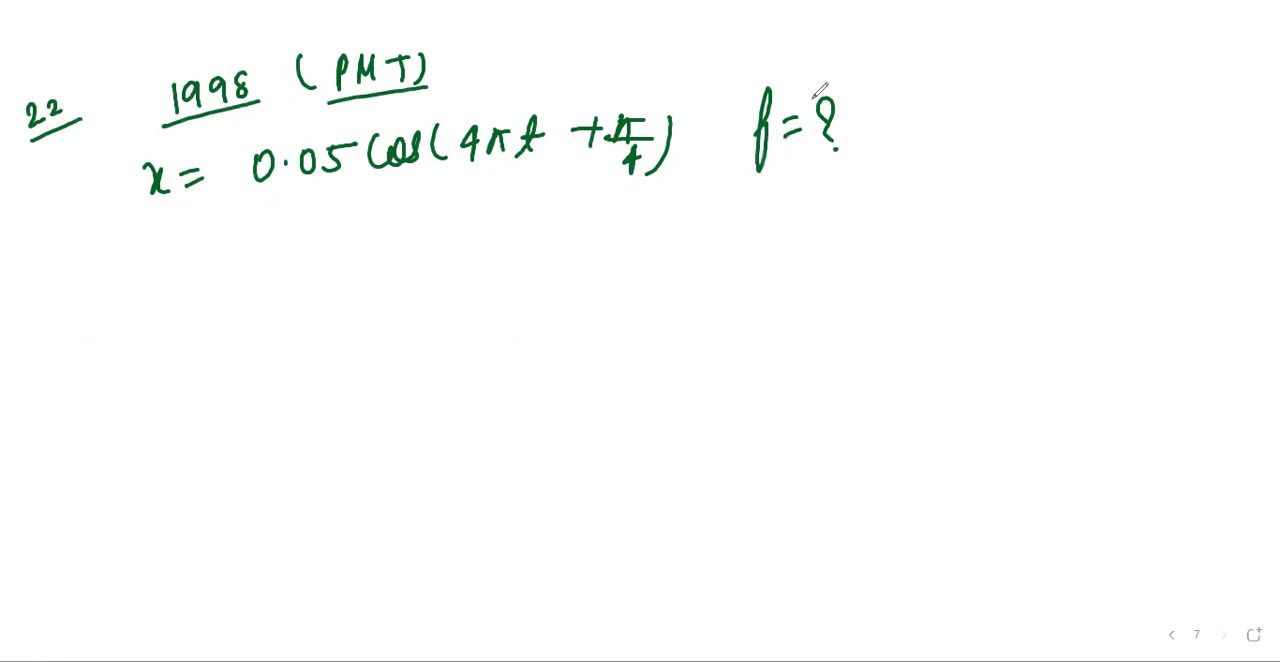 22 1998 (PMT)
x = 0.05 cos(4πt + π/4) f = ?
7